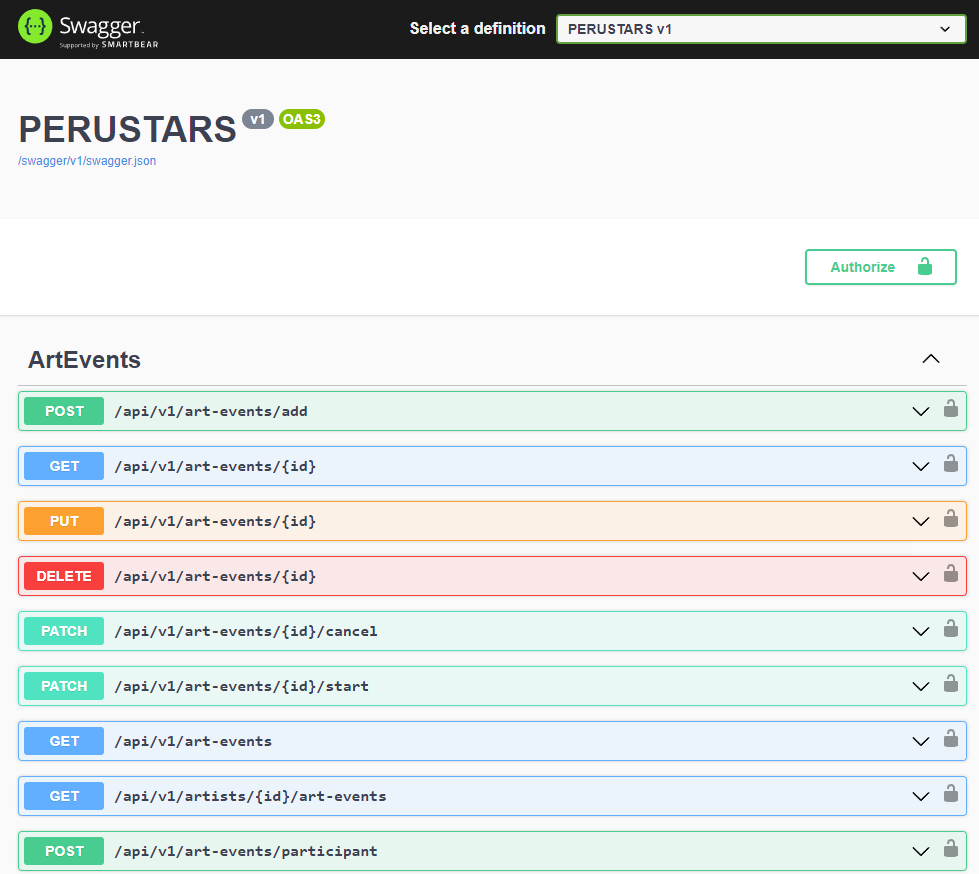 Swagger
Supported by SMARTBEAR
Select a definition
PERUSTARS v1
PERUSTARS v1 OAS3
/swagger/v1/swagger.json
Authorize
ArtEvents
POST /api/v1/art-events/add
GET /api/v1/art-events/{id}
PUT /api/v1/art-events/{id}
DELETE /api/v1/art-events/{id}
PATCH /api/v1/art-events/{id}/cancel
PATCH /api/v1/art-events/{id}/start
GET /api/v1/art-events
GET /api/v1/artists/{id}/art-events
POST /api/v1/art-events/participant